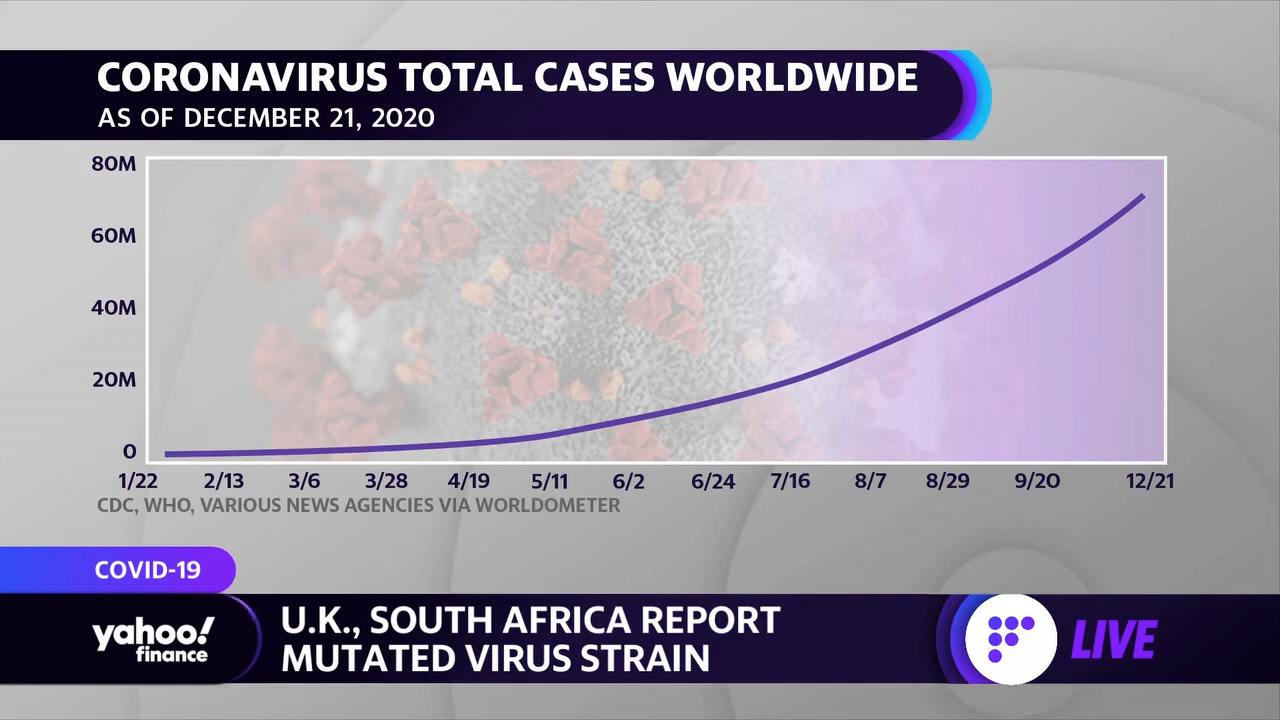 CORONAVIRUS TOTAL CASES WORLDWIDE
AS OF DECEMBER 21, 2020
80M
60M
40M
20M
0
1/22 2/13 3/6 3/28 4/19 5/11 6/2 6/24 7/16 8/7 8/29 9/20 12/21
CDC, WHO, VARIOUS NEWS AGENCIES VIA WORLDOMETER
COVID-19
yahoo!
finance
U.K., SOUTH AFRICA REPORT
MUTATED VIRUS STRAIN
LIVE